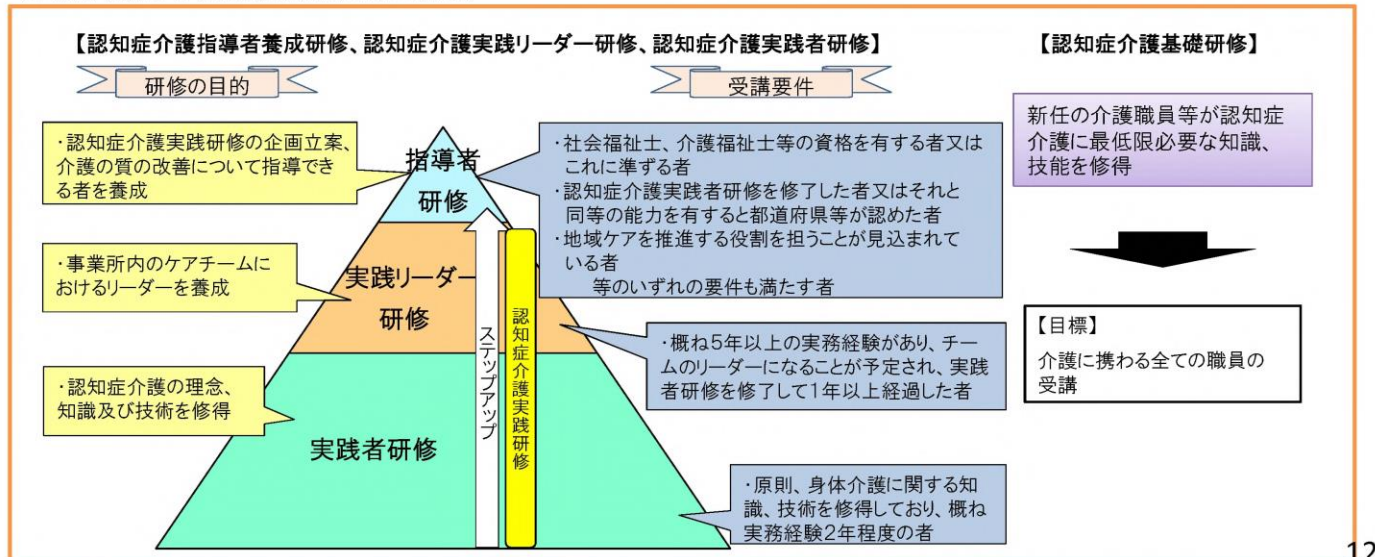 【認知症介護指導者養成研修、認知症介護実践リーダー研修、認知症介護実践者研修】
研修の目的
受講要件
・認知症介護実践研修の企画立案、
介護の質の改善について指導でき
る者を養成
・事業所内のケアチームに
おけるリーダーを養成
・認知症介護の理念、
知識及び技術を修得
指導者
研修
実践リーダー
研修
実践者研修
ステップアップ
認知症介護実践研修
・社会福祉士、介護福祉士等の資格を有する者又は
これに準ずる者
・認知症介護実践者研修を修了した者又はそれと
同等の能力を有すると都道府県等が認めた者
・地域ケアを推進する役割を担うことが見込まれて
いる者
等のいずれの要件も満たす者
・概ね5年以上の実務経験があり、チー
ムのリーダーになることが予定され、実践
者研修を修了して1年以上経過した者
・原則、身体介護に関する知
識、技術を修得しており、概ね
実務経験2年程度の者
【認知症介護基礎研修】
新任の介護職員等が認知症
介護に最低限必要な知識、
技能を修得
【目標】
介護に携わる全ての職員の
受講
12